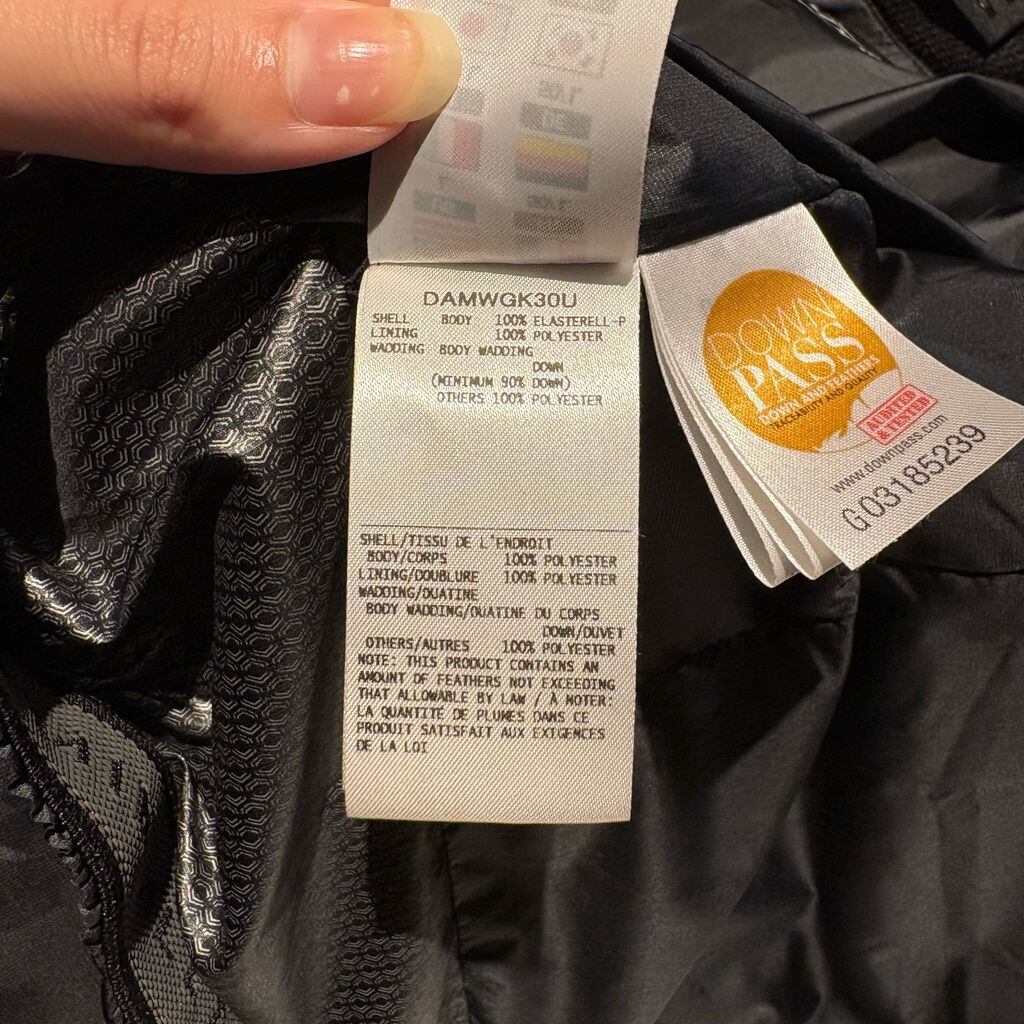 DAMWGK30U
SHELL BODY 100% ELASTERELL-P
LINING 100% POLYESTER
WADDING BODY WADDING
DOWN
(MINIMUM 90% DOWN)
OTHERS 100% POLYESTER
SHELL/TISSU DE L'ENDROIT
BODY/CORPS 100% POLYESTER
LINING/DOUBLURE 100% POLYESTER
WADDING/OUATINE
BODY WADDING/OUATINE DU CORPS
DOWN/DUVET
OTHERS/AUTRES 100% POLYESTER
NOTE: THIS PRODUCT CONTAINS AN
AMOUNT OF FEATHERS NOT EXCEEDING
THAT ALLOWABLE BY LAW / À NOTER:
LA QUANTITE DE PLUMES DANS CE
PRODUIT SATISFAIT AUX EXIGENCES
DE LA LOI
DOWN
PASS
DOWN AND FEATHERS
TRACEABILITY AND QUALITY
AUDITED
& TESTED
www.downpass.com
G03185239